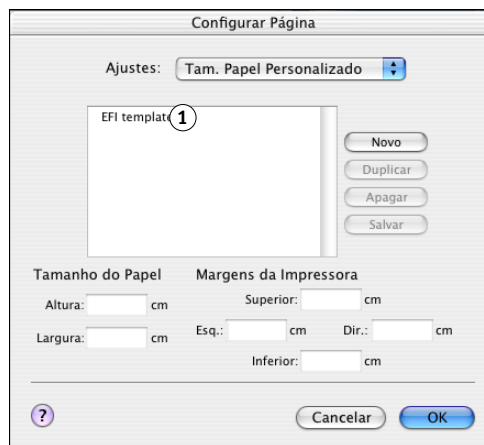 Configurar Página
Ajustes: Tam. Papel Personalizado
EFI template 1
Novo
Duplicar
Apagar
Salvar
Tamanho do Papel
Altura: cm
Largura: cm
Margens da Impressora
Superior: cm
Esq.: cm Dir.: cm
Inferior: cm
? Cancelar OK